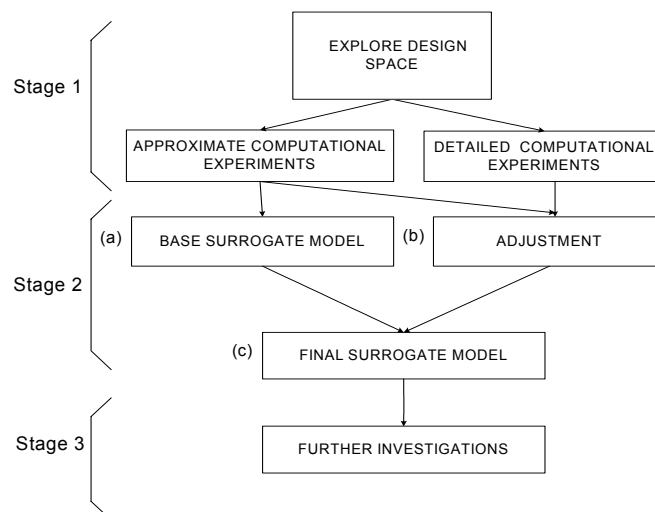 EXPLORE DESIGN
SPACE
Stage 1
APPROXIMATE COMPUTATIONAL
EXPERIMENTS
DETAILED COMPUTATIONAL
EXPERIMENTS
(a)
BASE SURROGATE MODEL
(b)
ADJUSTMENT
Stage 2
(c)
FINAL SURROGATE MODEL
Stage 3
FURTHER INVESTIGATIONS